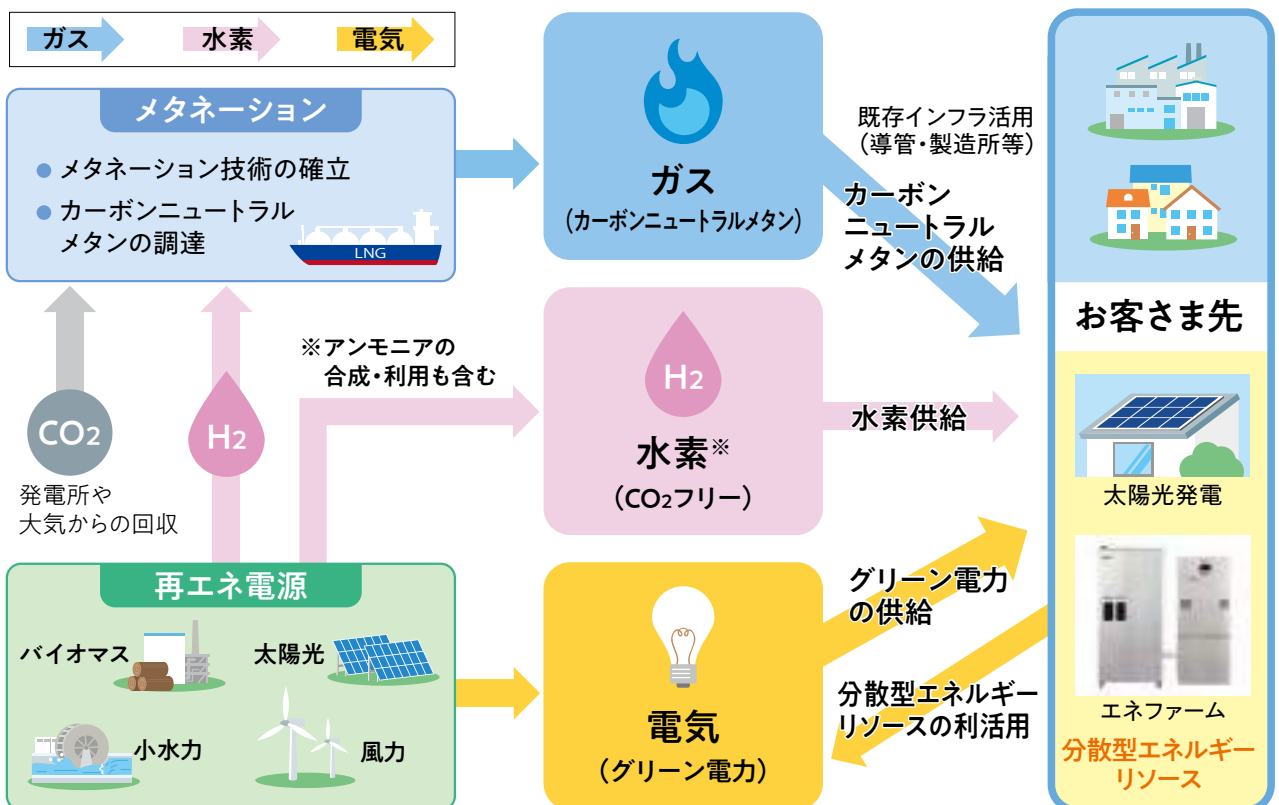 ガス
水素
電気
メタネーション
● メタネーション技術の確立
● カーボンニュートラル
メタンの調達
LNG
CO2
発電所や
大気からの回収
H2
※アンモニアの
合成・利用も含む
再エネ電源
バイオマス
太陽光
小水力
風力
ガス
（カーボンニュートラルメタン）
H2
水素※
（CO2フリー）
電気
（グリーン電力）
既存インフラ活用
（導管・製造所等）
カーボン
ニュートラル
メタンの供給
水素供給
グリーン電力
の供給
分散型エネルギー
リソースの利活用
お客さま先
太陽光発電
エネファーム
分散型エネルギー
リソース